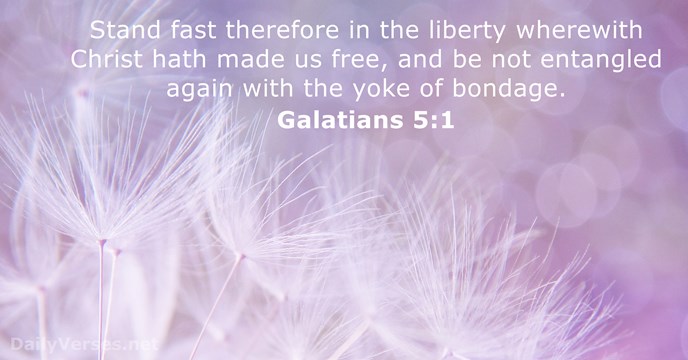 Stand fast therefore in the liberty wherewith
Christ hath made us free, and be not entangled
again with the yoke of bondage.
Galatians 5:1
DailyVerses.net